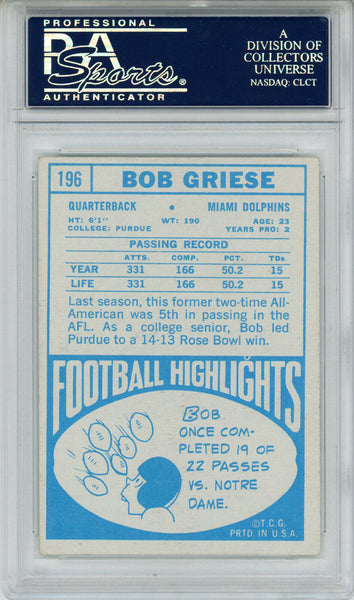 PROFESSIONAL
PSA
Sports
AUTHENTICATOR
A
DIVISION OF
COLLECTORS
UNIVERSE
NASDAQ: CLCT
196 BOB GRIESE
QUARTERBACK • MIAMI DOLPHINS
HT: 6'1" WT: 190 AGE: 23
COLLEGE: PURDUE YEARS PRO: 2
PASSING RECORD
ATTS. COMP. PCT. TDs
YEAR 331 166 50.2 15
LIFE 331 166 50.2 15
Last season, this former two-time All-
American was 5th in passing in the
AFL. As a college senior, Bob led
Purdue to a 14-13 Rose Bowl win.
FOOTBALL HIGHLIGHTS
BOB
ONCE COM-
PLETED 19 OF
22 PASSES
VS. NOTRE
DAME.
©T.C.G.
PRTD. IN U.S.A.